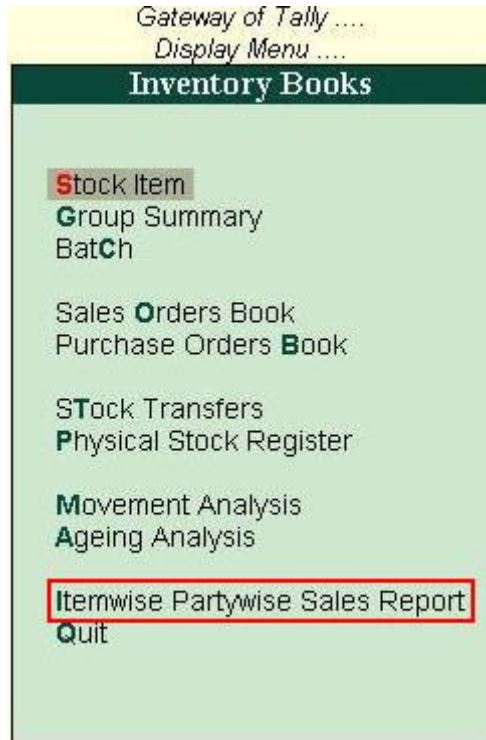 Gateway of Tally ....
Display Menu ....
Inventory Books
Stock Item
Group Summary
BatCh
Sales Orders Book
Purchase Orders Book
STock Transfers
Physical Stock Register
Movement Analysis
Ageing Analysis
Itemwise Partywise Sales Report
Quit